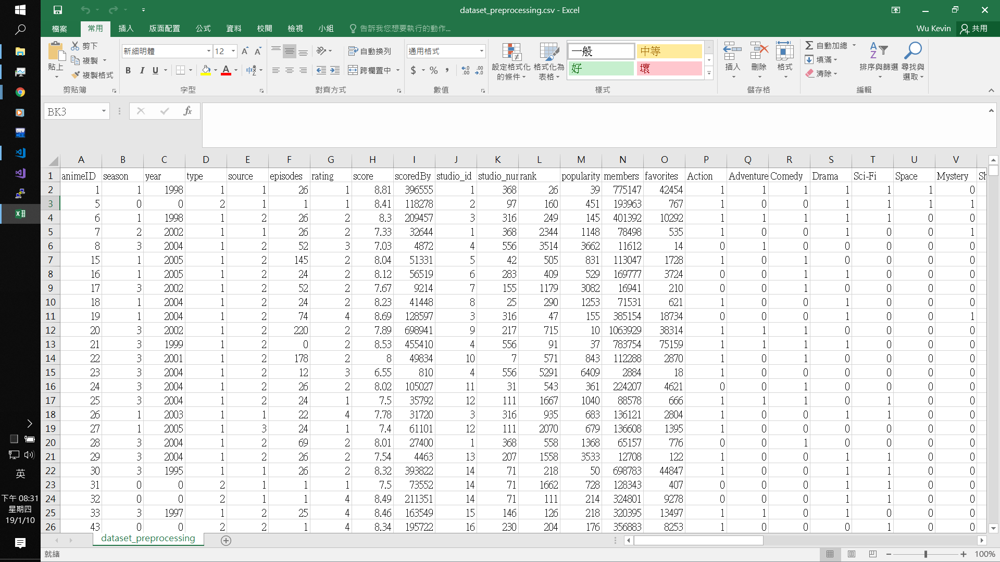 dataset_preprocessing.csv - Excel
檔案 常用 插入 版面配置 公式 資料 校閱 檢視 小組 告訴我您想要執行的動作... Wu Kevin 共用
貼上 剪下 複製 複製格式 剪貼簿
新細明體 12 B I U A 中 字型
自動換列 跨欄置中 對齊方式
通用格式 $ % , 數值
設定格式化的條件 格式化為表格 一般 中等 好 壞 樣式
插入 刪除 格式 儲存格
自動加總 填滿 清除 排序與篩選 尋找與選取 編輯
BK3 fx
A B C D E F G H I J K L M N O P Q R S T U V
1 animeID season year type source episodes rating score scoredBy studio_id studio_nur rank popularity members favorites Action Adventure Comedy Drama Sci-Fi Space Mystery Sh
2 1 1 1998 1 1 26 1 8.81 396555 1 368 26 39 775147 42454 1 1 1 1 1 1 0
3 5 0 0 2 1 1 1 8.41 118278 2 97 160 451 193963 767 1 0 0 1 1 1 1
4 6 1 1998 1 2 26 2 8.3 209457 3 316 249 145 401392 10292 1 1 1 1 1 0 0
5 7 2 2002 1 1 26 2 7.33 32644 1 368 2344 1148 78498 535 1 0 0 1 0 0 1
6 8 3 2004 1 2 52 3 7.03 4872 4 556 3514 3662 11612 14 0 1 0 0 0 0 0
7 15 1 2005 1 2 145 2 8.04 51331 5 42 505 831 113047 1728 1 0 1 0 0 0 0
8 16 1 2005 1 2 24 2 8.12 56519 6 283 409 529 169777 3724 0 0 1 1 0 0 0
9 17 3 2002 1 2 52 2 7.67 9214 7 155 1179 3082 16941 210 0 0 1 0 0 0 0
10 18 1 2004 1 2 24 2 8.23 41448 8 25 290 1253 71531 621 1 0 0 1 0 0 0
11 19 1 2004 1 2 74 4 8.69 128597 3 316 47 155 385154 18734 0 0 0 1 0 0 1
12 20 3 2002 1 2 220 2 7.89 698941 9 217 715 10 1063929 38314 1 1 1 0 0 0 0
13 21 3 1999 1 2 0 2 8.53 455410 4 556 91 37 783754 75159 1 1 1 1 0 0 0
14 22 3 2001 1 2 178 2 8 49834 10 7 571 843 112288 2870 1 0 1 0 0 0 0
15 23 3 2004 1 2 12 3 6.55 810 4 556 5291 6409 2884 18 1 0 0 0 0 0 0
16 24 3 2004 1 2 26 2 8.02 105027 11 31 543 361 224207 4621 0 0 1 0 0 0 0
17 25 3 2004 1 2 24 1 7.5 35792 12 111 1667 1040 88578 666 1 1 1 0 1 0 0
18 26 1 2003 1 1 22 4 7.78 31720 3 316 935 683 136121 2804 1 0 0 1 1 0 0
19 27 1 2005 1 3 24 1 7.4 61101 12 111 2070 679 136608 1395 1 0 0 0 0 0 0
20 28 3 2004 1 2 69 2 8.01 27400 1 368 558 1368 65157 776 0 0 1 0 0 0 0
21 29 3 2004 1 2 26 2 7.54 4463 13 207 1558 3533 12708 122 1 0 0 1 1 0 0
22 30 3 1995 1 1 26 2 8.32 393822 14 71 218 50 698783 44847 1 0 0 1 1 0 0
23 31 0 0 2 1 1 1 7.5 73552 14 71 1662 728 128343 407 0 0 0 1 1 0 0
24 32 0 0 2 1 1 4 8.49 211351 14 71 111 214 324801 9278 0 0 0 1 1 0 0
25 33 3 1997 1 2 25 4 8.46 163549 15 146 126 218 320395 13497 1 1 0 1 0 0 0
26 43 0 0 2 2 1 4 8.34 195722 16 230 204 176 356883 8253 1 0 0 0 1 0 0
dataset_preprocessing
就緒 100%
DEV
英
下午 08:31
星期四
19/1/10